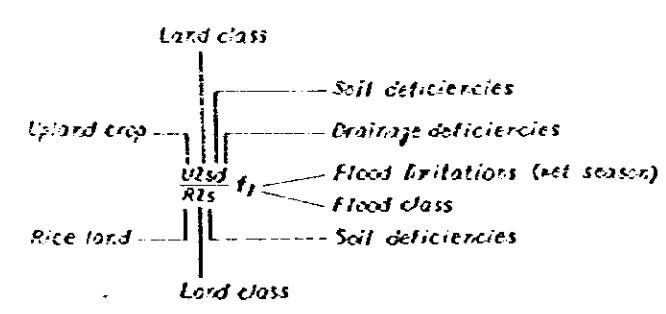 Land class
Soil deficiencies
Upland crop
Drainage deficiencies
U2sd
R2s
f1
Flood limitations (wet season)
Flood class
Rice land
Soil deficiencies
Land class